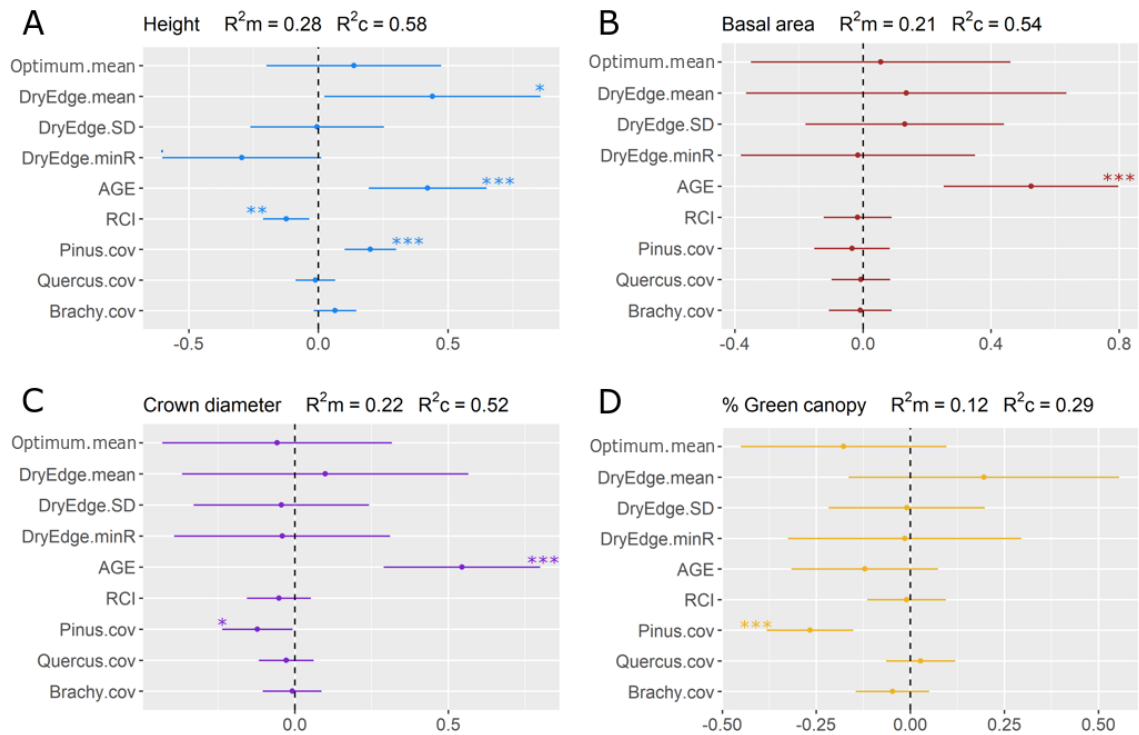 A
Height R²m = 0.28 R²c = 0.58
Optimum.mean
DryEdge.mean *
DryEdge.SD
DryEdge.minR .
AGE ***
RCI **
Pinus.cov ***
Quercus.cov
Brachy.cov
-0.5 0.0 0.5
B
Basal area R²m = 0.21 R²c = 0.54
Optimum.mean
DryEdge.mean
DryEdge.SD
DryEdge.minR
AGE ***
RCI
Pinus.cov
Quercus.cov
Brachy.cov
-0.4 0.0 0.4 0.8
C
Crown diameter R²m = 0.22 R²c = 0.52
Optimum.mean
DryEdge.mean
DryEdge.SD
DryEdge.minR
AGE ***
RCI
Pinus.cov *
Quercus.cov
Brachy.cov
0.0 0.5
D
% Green canopy R²m = 0.12 R²c = 0.29
Optimum.mean
DryEdge.mean
DryEdge.SD
DryEdge.minR
AGE
RCI
Pinus.cov ***
Quercus.cov
Brachy.cov
-0.50 -0.25 0.00 0.25 0.50